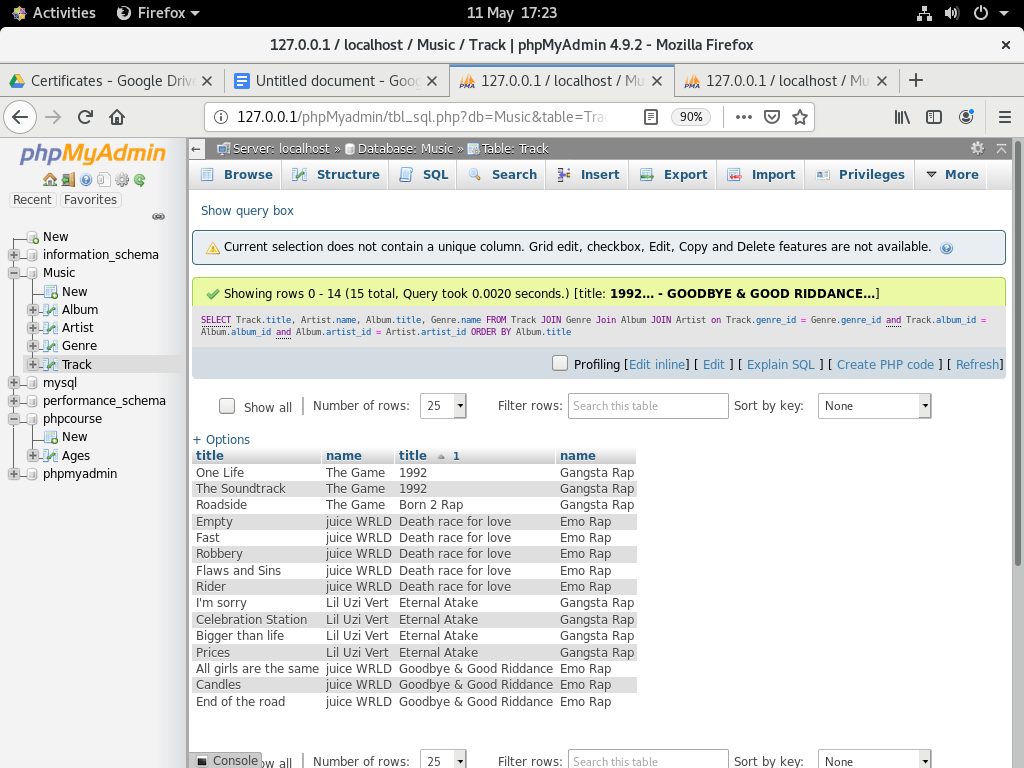 Activities Firefox 11 May 17:23
127.0.0.1 / localhost / Music / Track | phpMyAdmin 4.9.2 - Mozilla Firefox
Certificates - Google Drive Untitled document - Goog 127.0.0.1 / localhost / Mu 127.0.0.1 / localhost / Mu
127.0.0.1/phpMyadmin/tbl_sql.php?db=Music&table=Tra 90%
phpMyAdmin
Recent Favorites
New
information_schema
Music
New
Album
Artist
Genre
Track
mysql
performance_schema
phpcourse
New
Ages
phpmyadmin
Server: localhost » Database: Music » Table: Track
Browse Structure SQL Search Insert Export Import Privileges More
Show query box
Current selection does not contain a unique column. Grid edit, checkbox, Edit, Copy and Delete features are not available.
Showing rows 0 - 14 (15 total, Query took 0.0020 seconds.) [title: 1992... - GOODBYE & GOOD RIDDANCE...]
SELECT Track.title, Artist.name, Album.title, Genre.name FROM Track JOIN Genre Join Album JOIN Artist on Track.genre_id = Genre.genre_id and Track.album_id =
Album.album_id and Album.artist_id = Artist.artist_id ORDER BY Album.title
Profiling [Edit inline] [ Edit ] [ Explain SQL ] [ Create PHP code ] [ Refresh]
Show all | Number of rows: 25 Filter rows: Search this table Sort by key: None
+ Options
title name title 1 name
One Life The Game 1992 Gangsta Rap
The Soundtrack The Game 1992 Gangsta Rap
Roadside The Game Born 2 Rap Gangsta Rap
Empty juice WRLD Death race for love Emo Rap
Fast juice WRLD Death race for love Emo Rap
Robbery juice WRLD Death race for love Emo Rap
Flaws and Sins juice WRLD Death race for love Emo Rap
Rider juice WRLD Death race for love Emo Rap
I'm sorry Lil Uzi Vert Eternal Atake Gangsta Rap
Celebration Station Lil Uzi Vert Eternal Atake Gangsta Rap
Bigger than life Lil Uzi Vert Eternal Atake Gangsta Rap
Prices Lil Uzi Vert Eternal Atake Gangsta Rap
All girls are the same juice WRLD Goodbye & Good Riddance Emo Rap
Candles juice WRLD Goodbye & Good Riddance Emo Rap
End of the road juice WRLD Goodbye & Good Riddance Emo Rap
Console ow all | Number of rows: 25 Filter rows: Search this table Sort by key: None